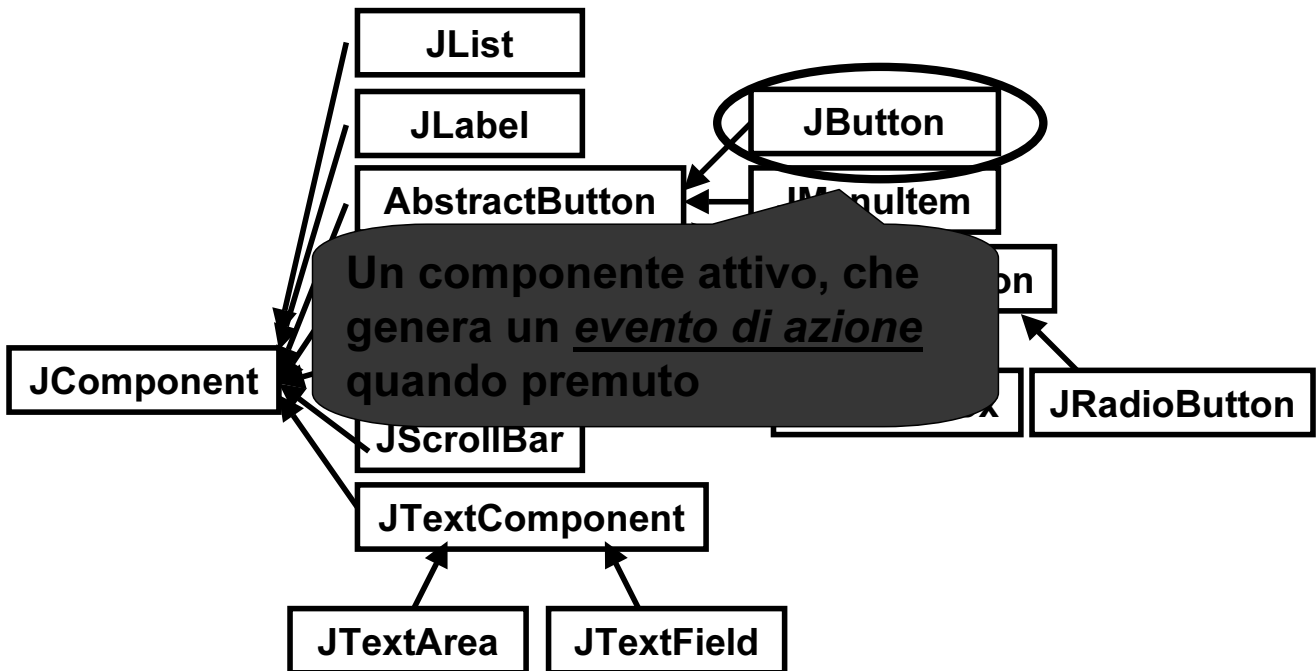 JList
JLabel
JButton
AbstractButton
Un componente attivo, che
genera un evento di azione
quando premuto
JComponent
JRadioButton
JScrollBar
JTextComponent
JTextArea
JTextField